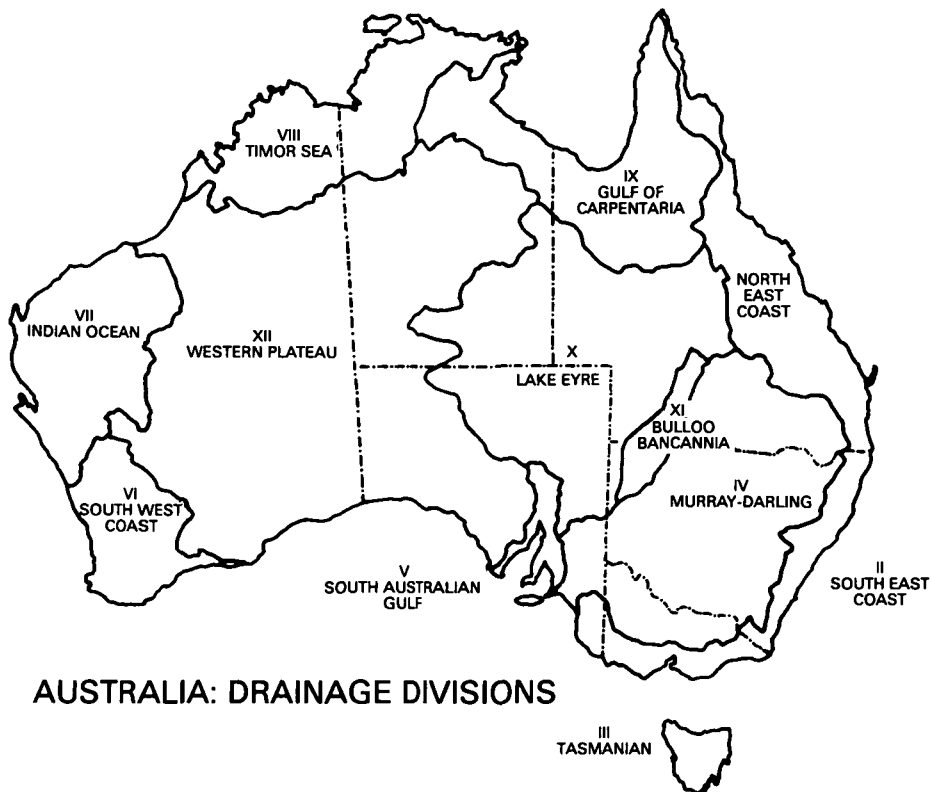 VIII
TIMOR SEA
IX
GULF OF
CARPENTARIA
NORTH
EAST
COAST
VII
INDIAN OCEAN
XII
WESTERN PLATEAU
X
LAKE EYRE
XI
BULLOO
BANCANNIA
VI
SOUTH WEST
COAST
IV
MURRAY-DARLING
V
SOUTH AUSTRALIAN
GULF
II
SOUTH EAST
COAST
AUSTRALIA: DRAINAGE DIVISIONS
III
TASMANIAN